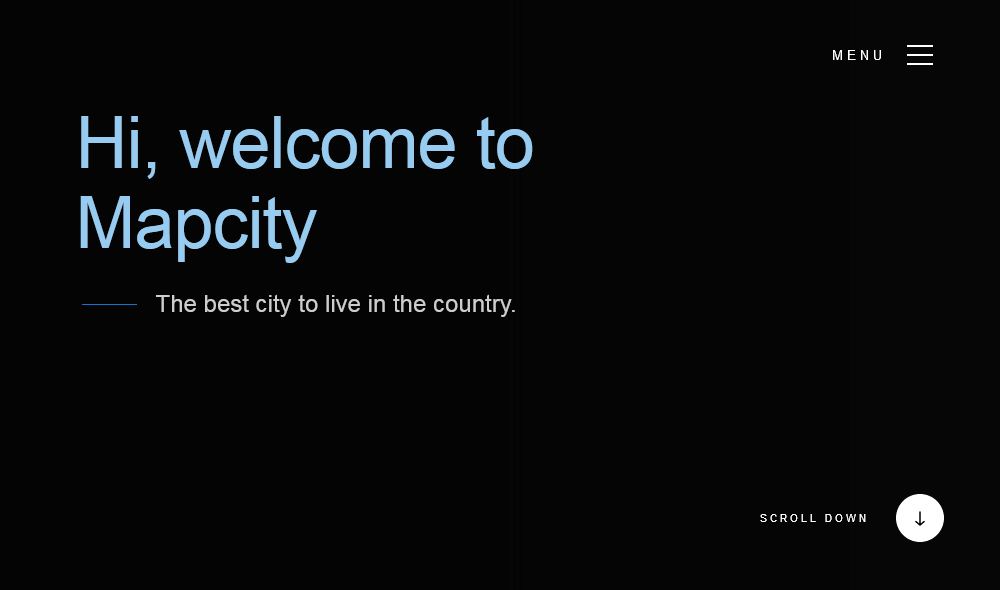 MENU
Hi, welcome to
Mapcity
The best city to live in the country.
SCROLL DOWN